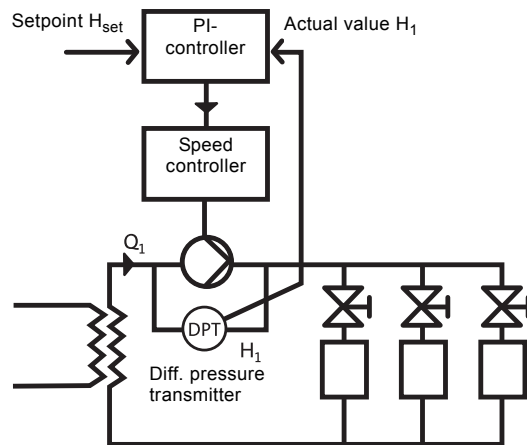 Setpoint H_set
PI-
controller
Actual value H_1
Speed
controller
Q_1
DPT
H_1
Diff. pressure
transmitter